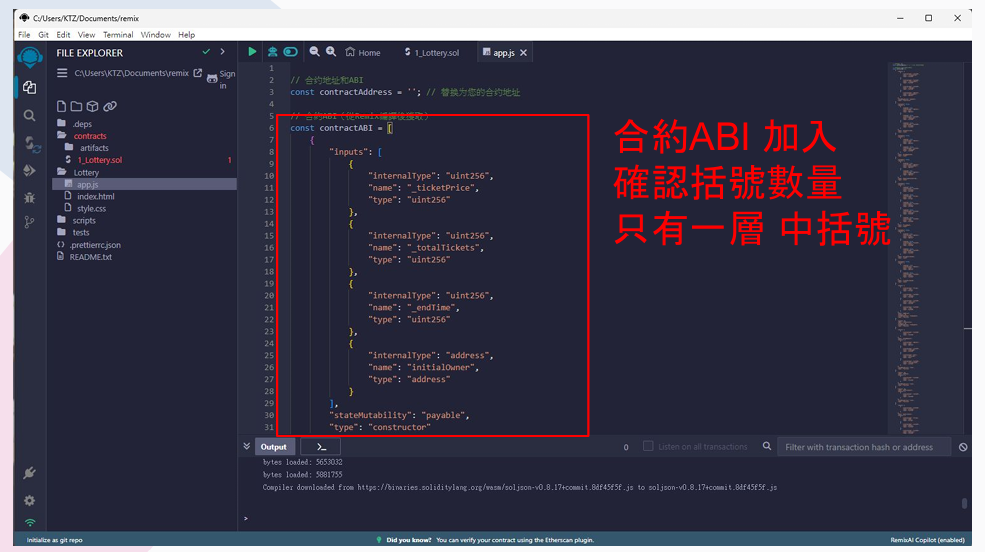 C:/Users/KTZ/Documents/remix
File Git Edit View Terminal Window Help
FILE EXPLORER
C:\Users\KTZ\Documents\remix
Sign in
.deps
contracts
artifacts
1_Lottery.sol 1
Lottery
app.js
index.html
style.css
scripts
tests
.prettierrc.json
README.txt
Home 1_Lottery.sol app.js
1
2 // 合約地址和ABI
3 const contractAddress = ''; // 替換为您的合約地址
4
5 // 合約ABI（從Remix編譯後獲取）
6 const contractABI = [
7 {
8 "inputs": [
9 {
10 "internalType": "uint256",
11 "name": "_ticketPrice",
12 "type": "uint256"
13 },
14 {
15 "internalType": "uint256",
16 "name": "_totalTickets",
17 "type": "uint256"
18 },
19 {
20 "internalType": "uint256",
21 "name": "_endTime",
22 "type": "uint256"
23 },
24 {
25 "internalType": "address",
26 "name": "initialOwner",
27 "type": "address"
28 }
29 ],
30 "stateMutability": "payable",
31 "type": "constructor"
合約ABI 加入
確認括號數量
只有一層 中括號
Output >_ 0 Listen on all transactions Filter with transaction hash or address
bytes loaded: 5653032
bytes loaded: 5881755
Compiler downloaded from https://binaries.soliditylang.org/wasm/soljson-v0.8.17+commit.8df45f5f.js to soljson-v0.8.17+commit.8df45f5f.js
>
Initialize as git repo Did you know? You can verify your contract using the Etherscan plugin. RemixAI Copilot (enabled)